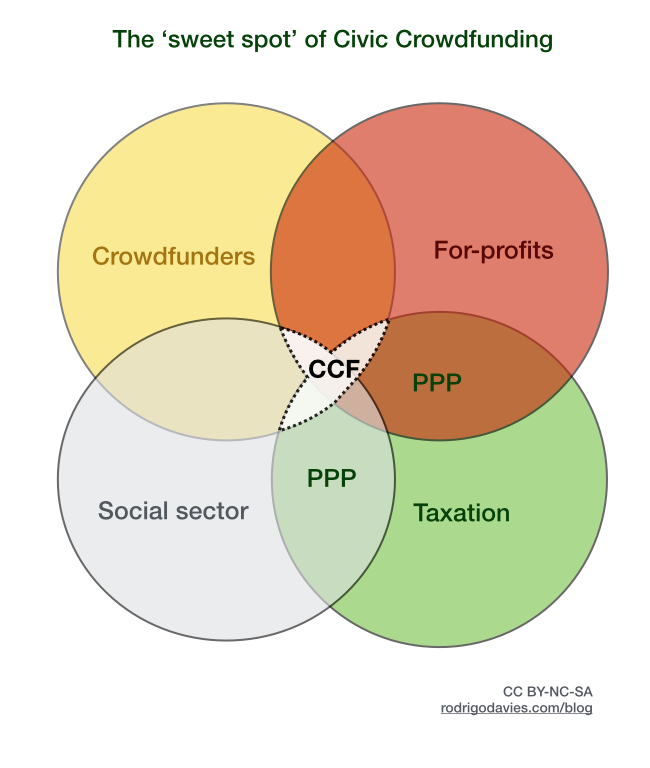 The ‘sweet spot’ of Civic Crowdfunding
Crowdfunders
For-profits
CCF
PPP
PPP
Social sector
Taxation
CC BY-NC-SA
rodrigodavies.com/blog